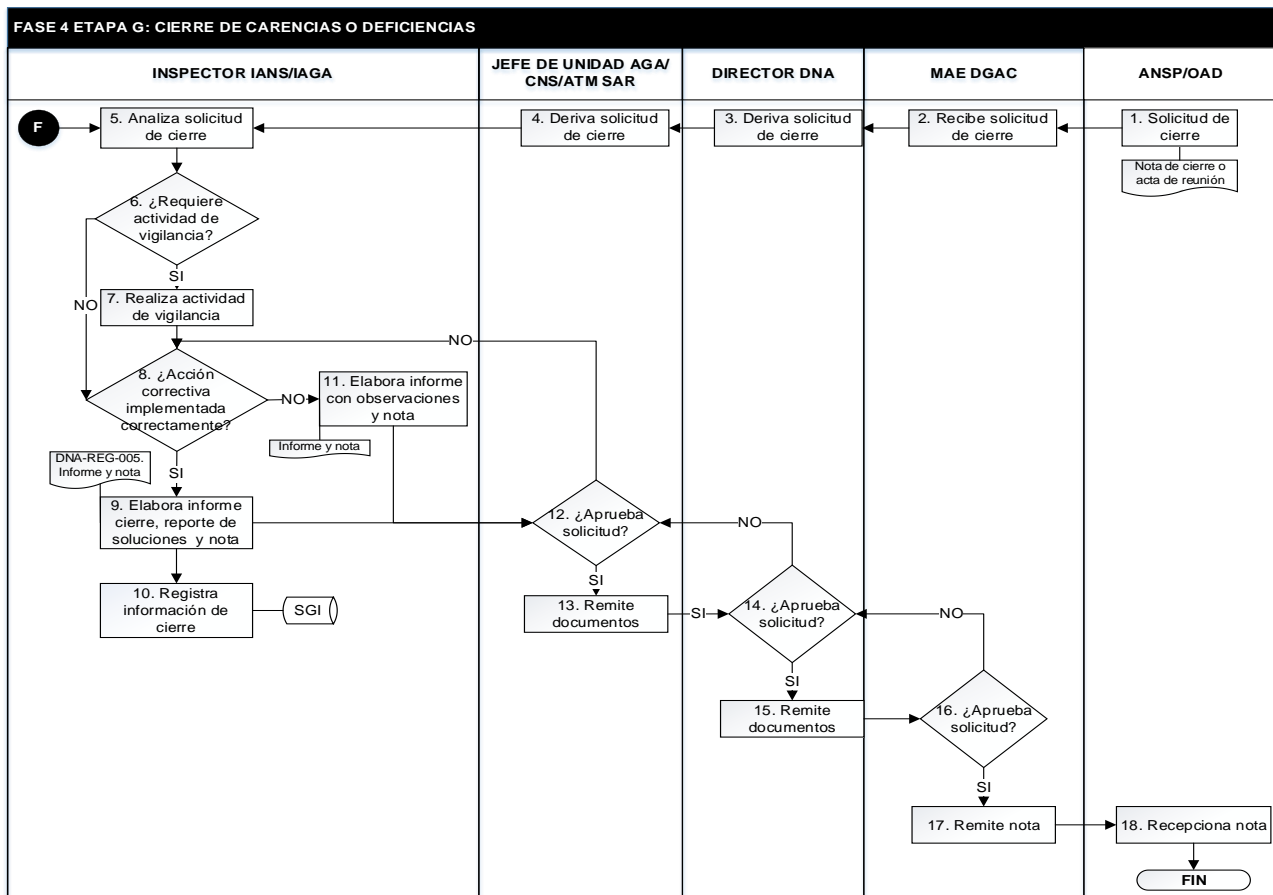 FASE 4 ETAPA G: CIERRE DE CARENCIAS O DEFICIENCIAS
INSPECTOR IANS/IAGA
JEFE DE UNIDAD AGA/
CNS/ATM SAR
DIRECTOR DNA
MAE DGAC
ANSP/OAD
F
5. Analiza solicitud
de cierre
4. Deriva solicitud
de cierre
3. Deriva solicitud
de cierre
2. Recibe solicitud
de cierre
1. Solicitud de
cierre
Nota de cierre o
acta de reunión
6. ¿Requiere
actividad de
vigilancia?
SI
NO
7. Realiza actividad
de vigilancia
NO
8. ¿Acción
correctiva
implementada
correctamente?
NO
11. Elabora informe
con observaciones
y nota
Informe y nota
DNA-REG-005.
Informe y nota
SI
9. Elabora informe
cierre, reporte de
soluciones y nota
12. ¿Aprueba
solicitud?
NO
SI
10. Registra
información de
cierre
SGI
13. Remite
documentos
SI
14. ¿Aprueba
solicitud?
NO
SI
15. Remite
documentos
16. ¿Aprueba
solicitud?
SI
17. Remite nota
18. Recepciona nota
FIN